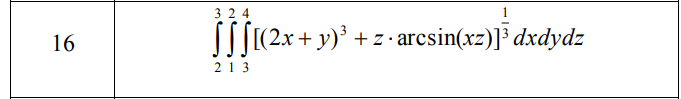 16
3 2 4
∫∫∫[(2x + y)³ + z · arcsin(xz)]^(1/3) dxdydz
2 1 3